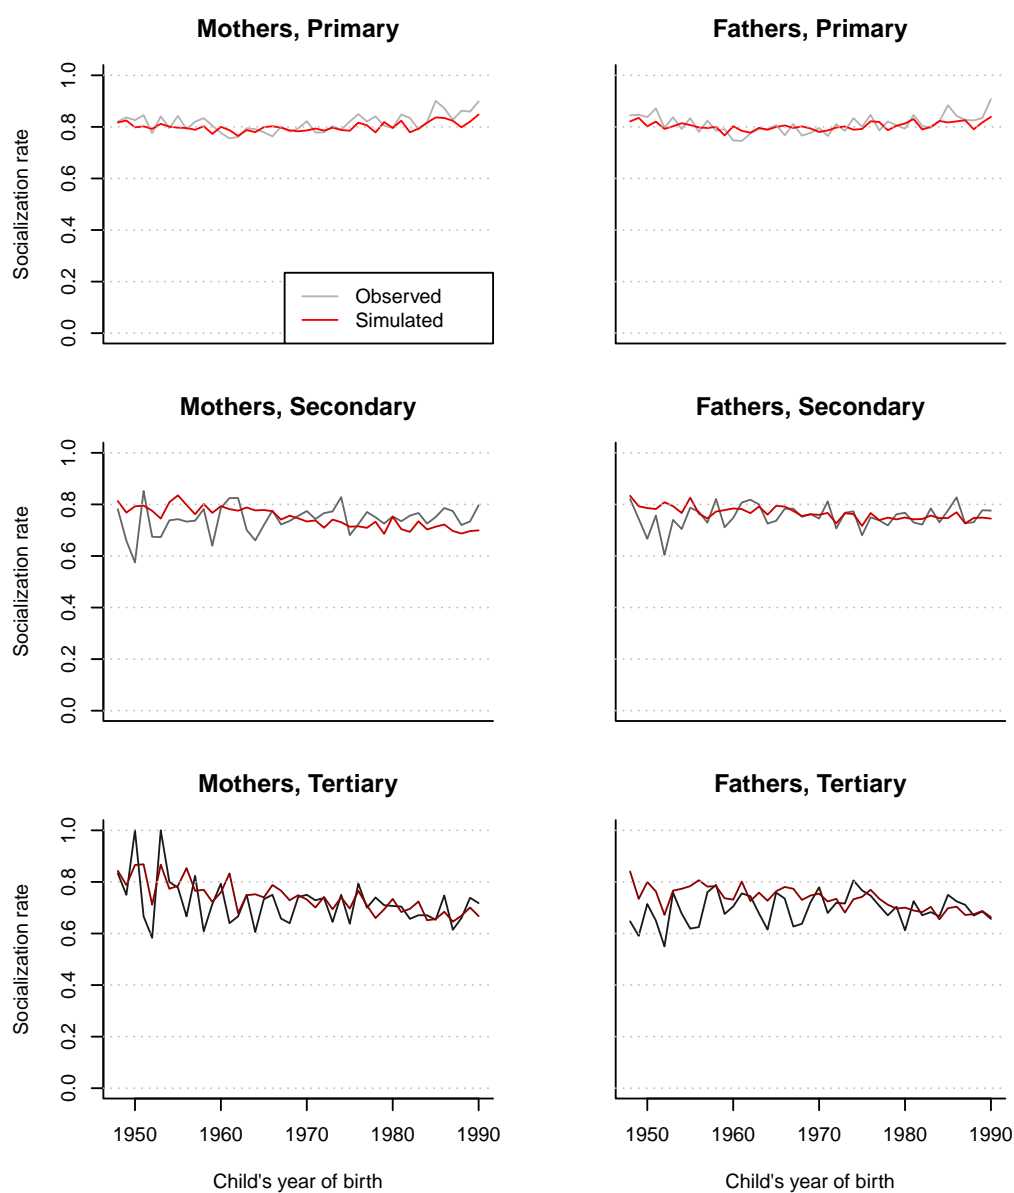 Mothers, Primary
Fathers, Primary
Socialization rate
1.0
0.8
0.6
0.4
0.2
0.0
Observed
Simulated
Mothers, Secondary
Fathers, Secondary
Socialization rate
1.0
0.8
0.6
0.4
0.2
0.0
Mothers, Tertiary
Fathers, Tertiary
Socialization rate
1.0
0.8
0.6
0.4
0.2
0.0
1950 1960 1970 1980 1990
1950 1960 1970 1980 1990
Child's year of birth
Child's year of birth